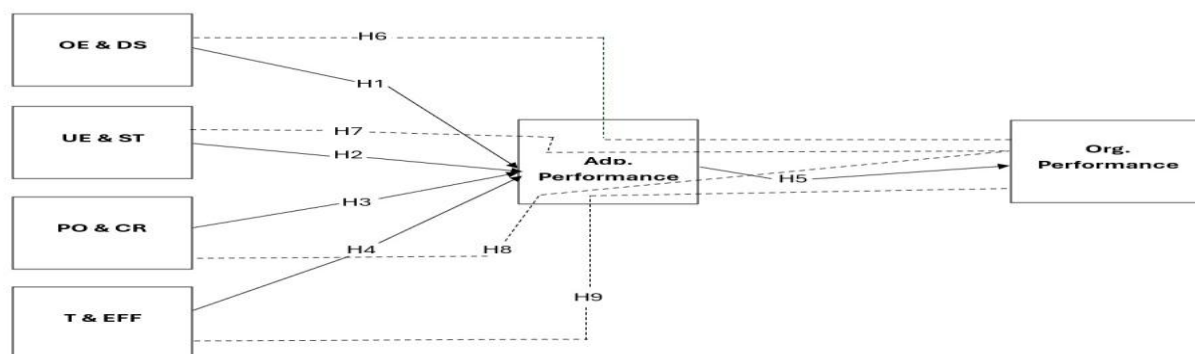 OE & DS
H6
H1
UE & ST
H7
H2
Adp.
Performance
Org.
Performance
H5
PO & CR
H3
H4
H8
T & EFF
H9